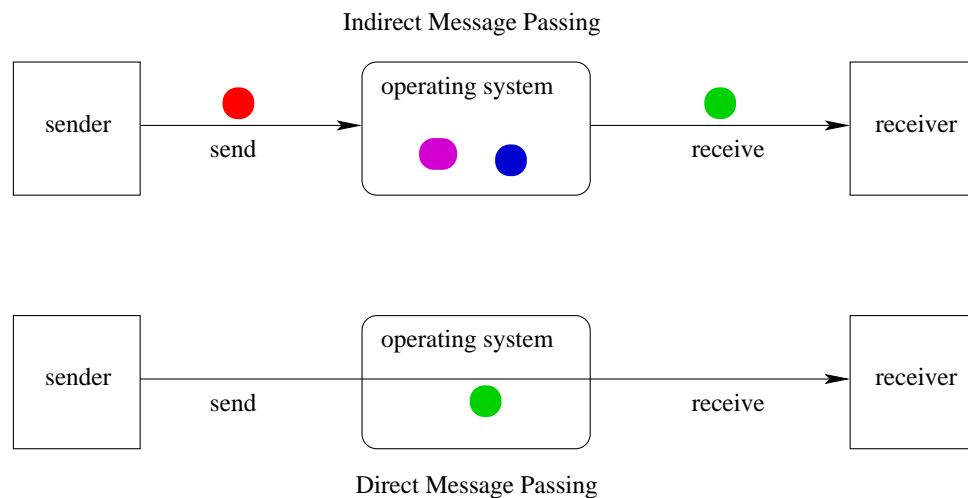 Indirect Message Passing
operating system
sender
receiver
send
receive
operating system
sender
receiver
send
receive
Direct Message Passing